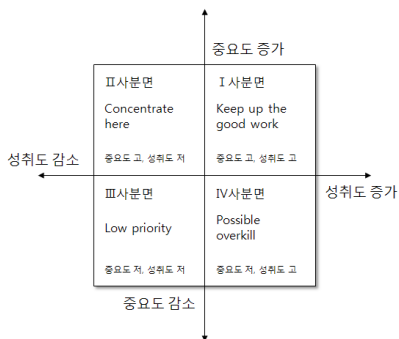 중요도 증가
Ⅱ사분면
Concentrate
here
중요도 고, 성취도 저
Ⅰ사분면
Keep up the
good work
중요도 고, 성취도 고
성취도 감소
성취도 증가
Ⅲ사분면
Low priority
중요도 저, 성취도 저
Ⅳ사분면
Possible
overkill
중요도 저, 성취도 고
중요도 감소